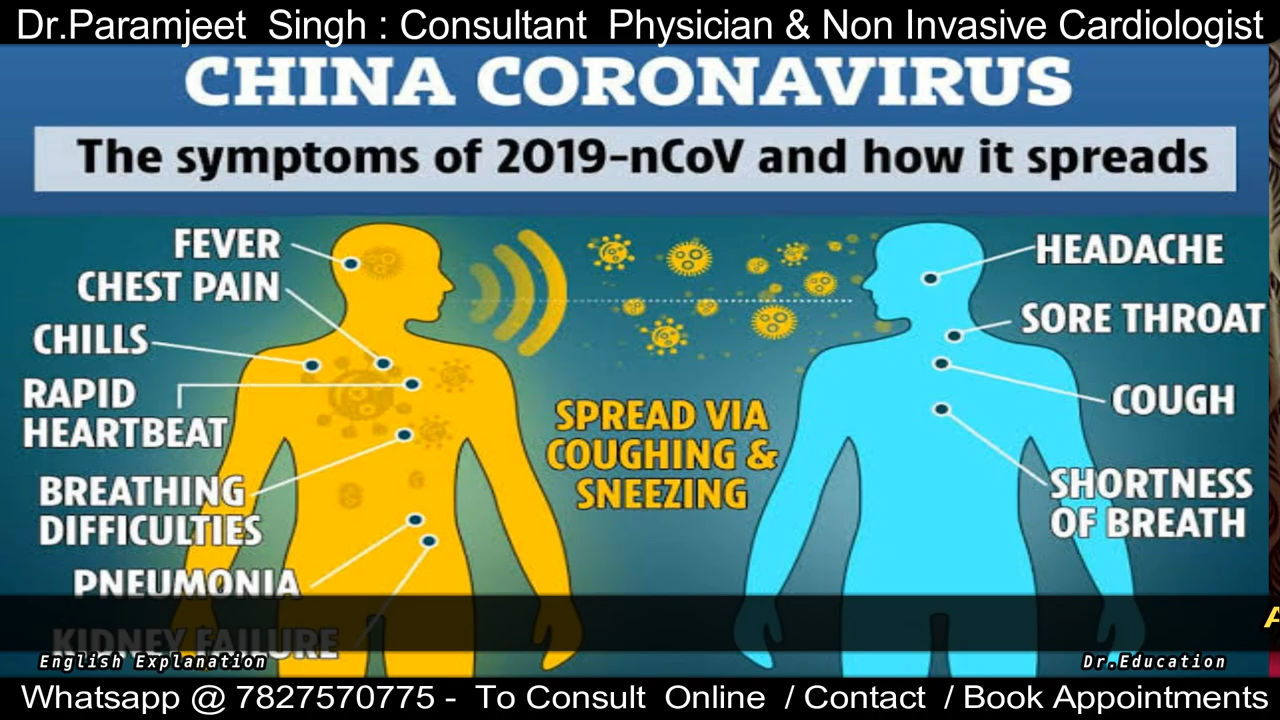 Dr.Paramjeet Singh : Consultant Physician & Non Invasive Cardiologist
CHINA CORONAVIRUS
The symptoms of 2019-nCoV and how it spreads
FEVER
CHEST PAIN
CHILLS
RAPID
HEARTBEAT
BREATHING
DIFFICULTIES
PNEUMONIA
KIDNEY FAILURE
SPREAD VIA
COUGHING &
SNEEZING
HEADACHE
SORE THROAT
COUGH
SHORTNESS
OF BREATH
English Explanation
Dr.Education
Whatsapp @ 7827570775 - To Consult Online / Contact / Book Appointments